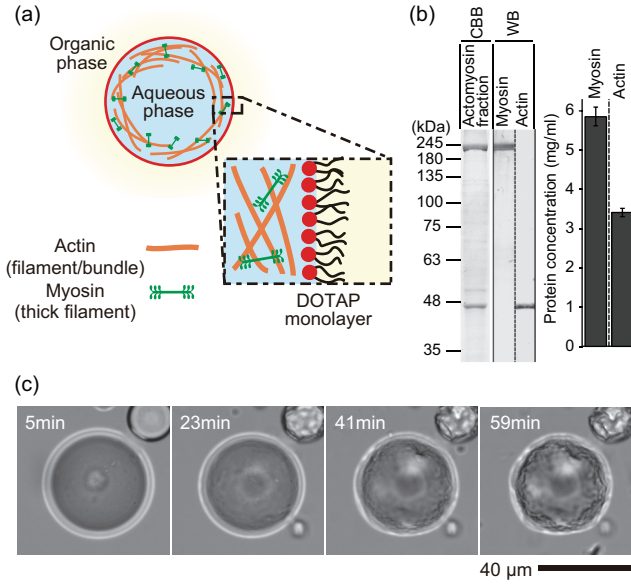 (a)
Organic
phase
Aqueous
phase
Actin
(filament/bundle)
Myosin
(thick filament)
DOTAP
monolayer
(b)
CBB
WB
Actomyosin
fraction
Myosin
Actin
(kDa)
245
180
135
100
75
63
48
35
Myosin
Actin
Protein concentration (mg/ml)
6
5
4
3
2
1
0
(c)
5min
23min
41min
59min
40 µm